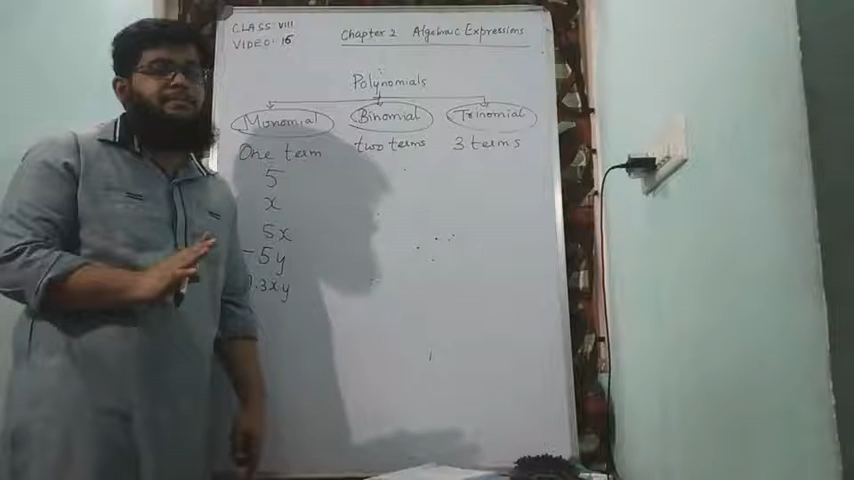 CLASS: VIII
VIDEO: 16
Chapter 2 Algebraic Expressions
Polynomials
Monomial Binomial Trinomial
One term two terms 3 terms
5
x
5x
-5y
.3xy